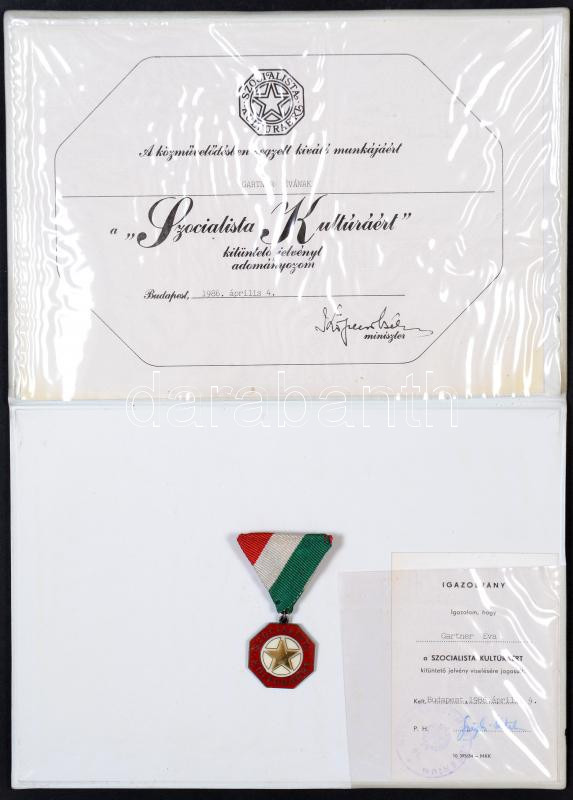 SZOCIALISTA
KULTÚRÁÉRT
A közművelődésben végzett kiváló munkájáért
GARTNER ÉVÁNAK
a „Szocialista Kultúráért"
kitüntető jelvényt
adományozom
Budapest, 1986. április 4.
miniszter
darabanth
IGAZOLVÁNY
Igazolom, hogy
Gartner Éva
a SZOCIALISTA KULTÚRÁÉRT
kitüntető jelvény viselésére jogosult.
Kelt. Budapest, 1986. április 4.
P. H.